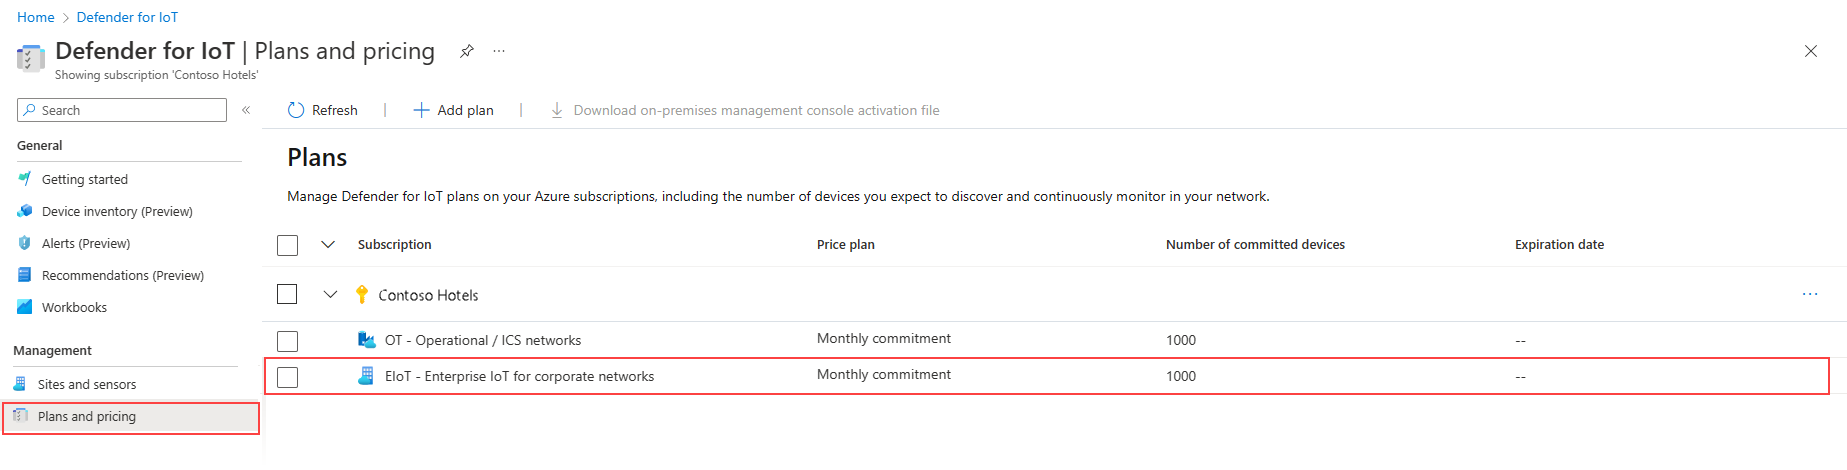 Home > Defender for IoT
Defender for IoT | Plans and pricing ···
Showing subscription 'Contoso Hotels'
Search «
Refresh | Add plan | Download on-premises management console activation file
General
Getting started
Device inventory (Preview)
Alerts (Preview)
Recommendations (Preview)
Workbooks
Management
Sites and sensors
Plans and pricing
Plans
Manage Defender for IoT plans on your Azure subscriptions, including the number of devices you expect to discover and continuously monitor in your network.
Subscription Price plan Number of committed devices Expiration date
Contoso Hotels ···
OT - Operational / ICS networks Monthly commitment 1000 --
EIoT - Enterprise IoT for corporate networks Monthly commitment 1000 --